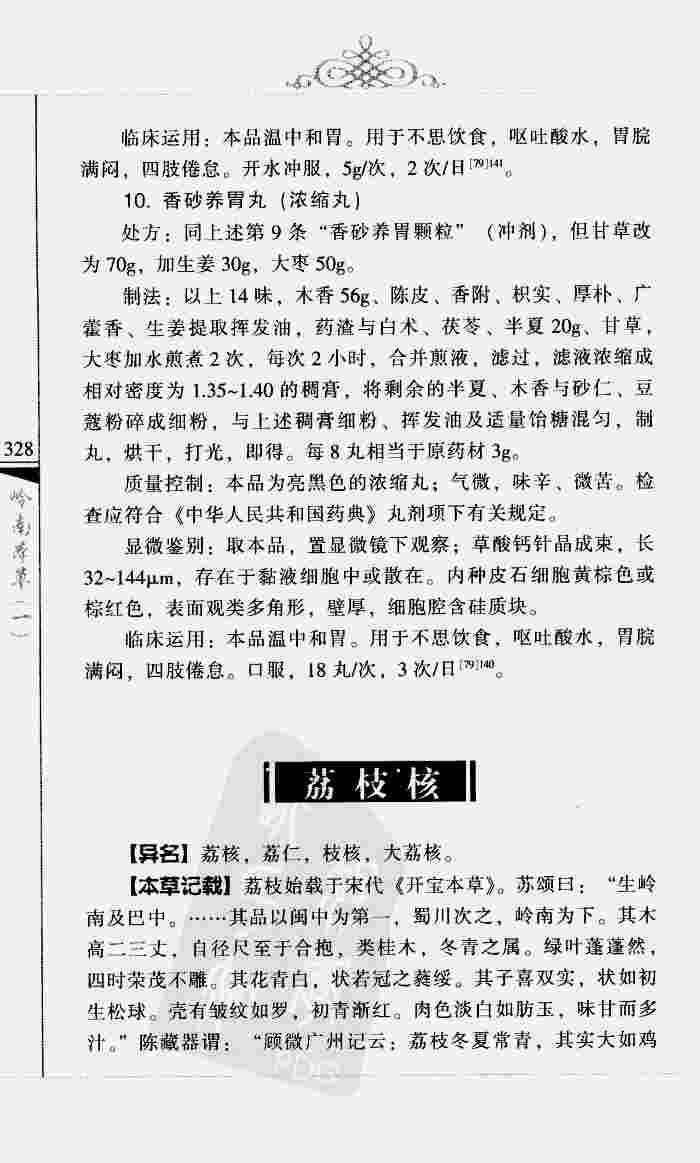 临床运用：本品温中和胃。用于不思饮食，呕吐酸水，胃脘
满闷，四肢倦怠。开水冲服，5g/次，2次/日[79]141。
10. 香砂养胃丸（浓缩丸）
处方：同上述第9条“香砂养胃颗粒”（冲剂），但甘草改
为70g，加生姜30g，大枣50g。
制法：以上14味，木香56g、陈皮、香附、枳实、厚朴、广
藿香、生姜提取挥发油，药渣与白术、茯苓、半夏20g、甘草，
大枣加水煎煮2次，每次2小时，合并煎液，滤过，滤液浓缩成
相对密度为1.35~1.40的稠膏，将剩余的半夏、木香与砂仁、豆
蔻粉碎成细粉，与上述稠膏细粉、挥发油及适量饴糖混匀，制
丸，烘干，打光，即得。每8丸相当于原药材3g。
质量控制：本品为亮黑色的浓缩丸；气微，味辛、微苦。检
查应符合《中华人民共和国药典》丸剂项下有关规定。
显微鉴别：取本品，置显微镜下观察；草酸钙针晶成束，长
32~144μm，存在于黏液细胞中或散在。内种皮石细胞黄棕色或
棕红色，表面观类多角形，壁厚，细胞腔含硅质块。
临床运用：本品温中和胃。用于不思饮食，呕吐酸水，胃脘
满闷，四肢倦怠。口服，18丸/次，3次/日[79]140。
328
岭南本草（一）
荔枝核
【异名】荔核，荔仁，枝核，大荔核。
【本草记载】荔枝始载于宋代《开宝本草》。苏颂曰：“生岭
南及巴中。……其品以闽中为第一，蜀川次之，岭南为下。其木
高二三丈，自径尺至于合抱，类桂木，冬青之属。绿叶蓬蓬然，
四时荣茂不雕。其花青白，状若冠之蕤绥。其子喜双实，状如初
生松球。壳有皱纹如罗，初青渐红。肉色淡白如肪玉，味甘而多
汁。”陈藏器谓：“顾微广州记云：荔枝冬夏常青，其实大如鸡